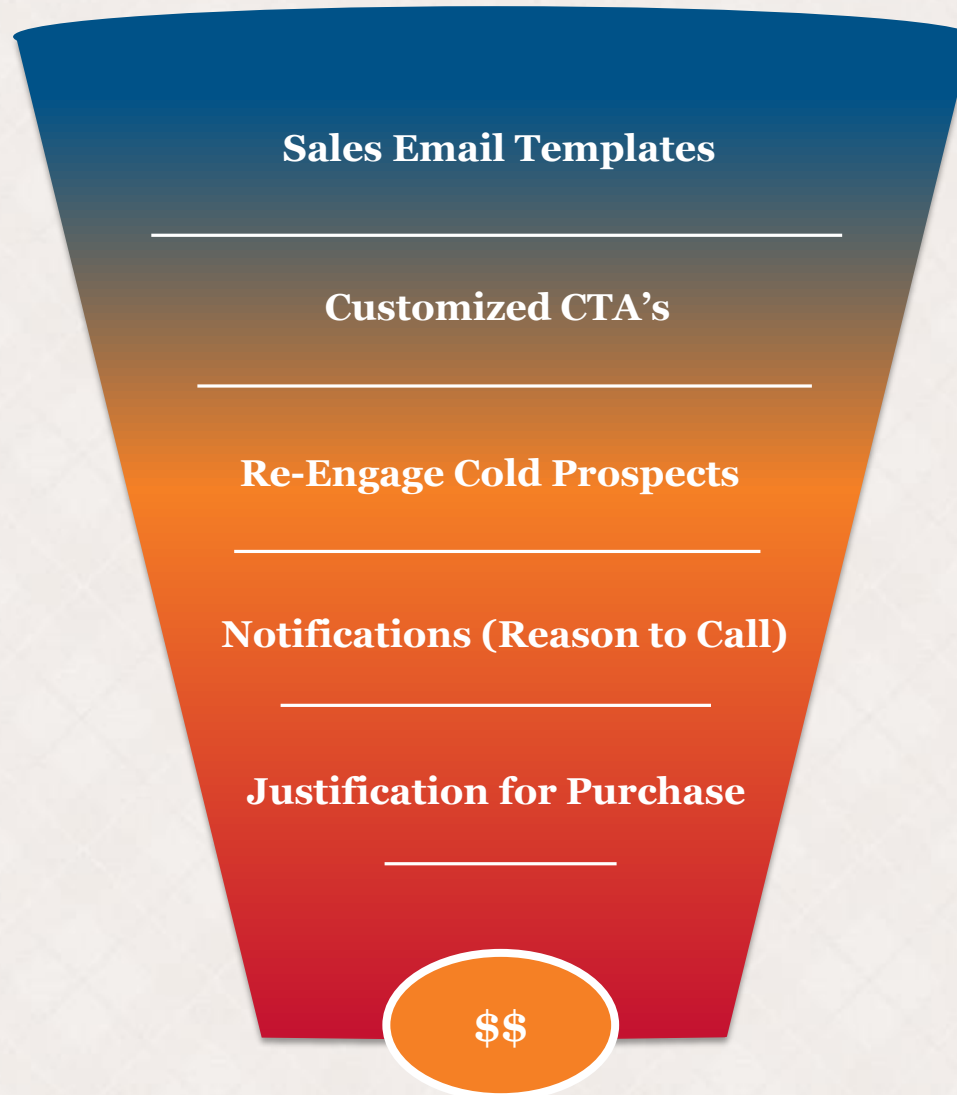 Sales Email Templates
Customized CTA’s
Re-Engage Cold Prospects
Notifications (Reason to Call)
Justification for Purchase
$$